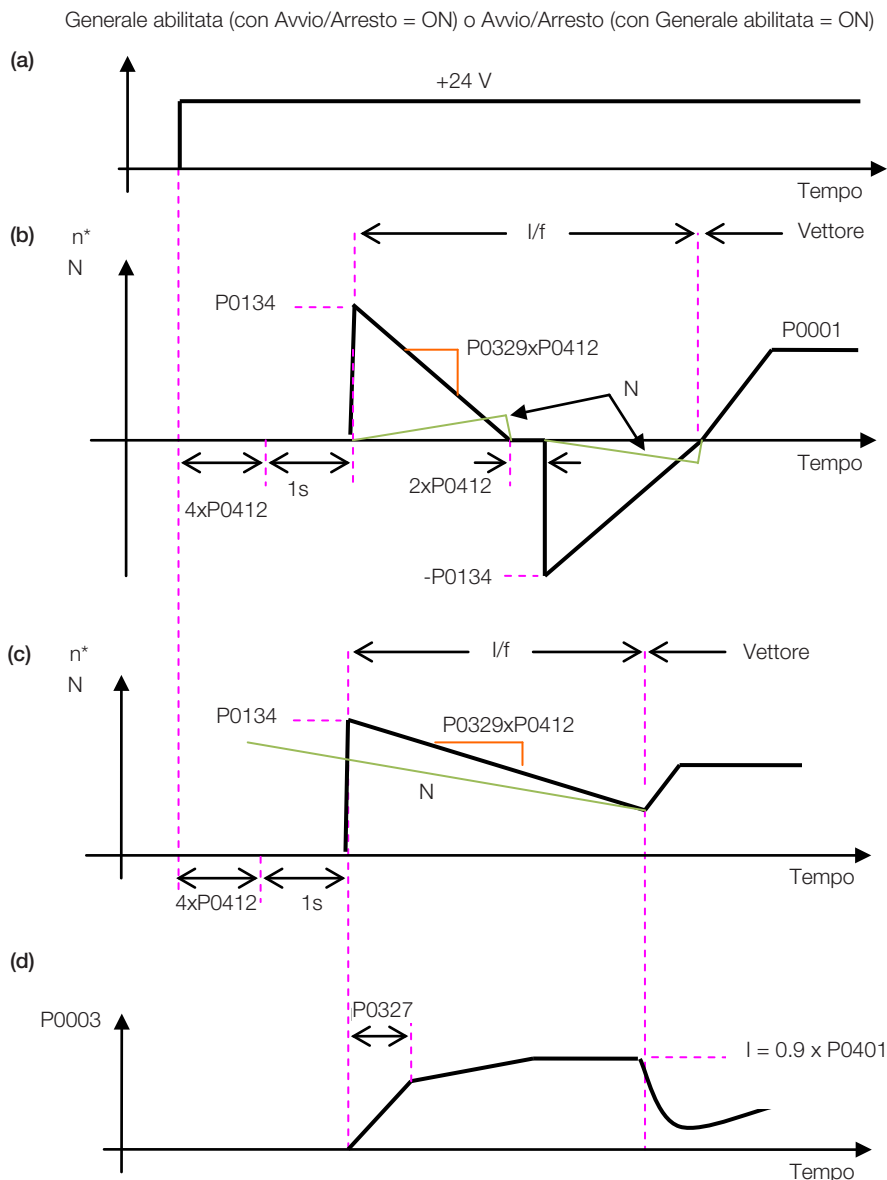 Generale abilitata (con Avvio/Arresto = ON) o Avvio/Arresto (con Generale abilitata = ON)
(a)
+24 V
Tempo
(b)
n*
N
I/f
Vettore
P0134
P0329xP0412
N
P0001
Tempo
4xP0412
1s
2xP0412
-P0134
(c)
n*
N
I/f
Vettore
P0134
P0329xP0412
N
Tempo
4xP0412
1s
(d)
P0003
P0327
I = 0.9 x P0401
Tempo